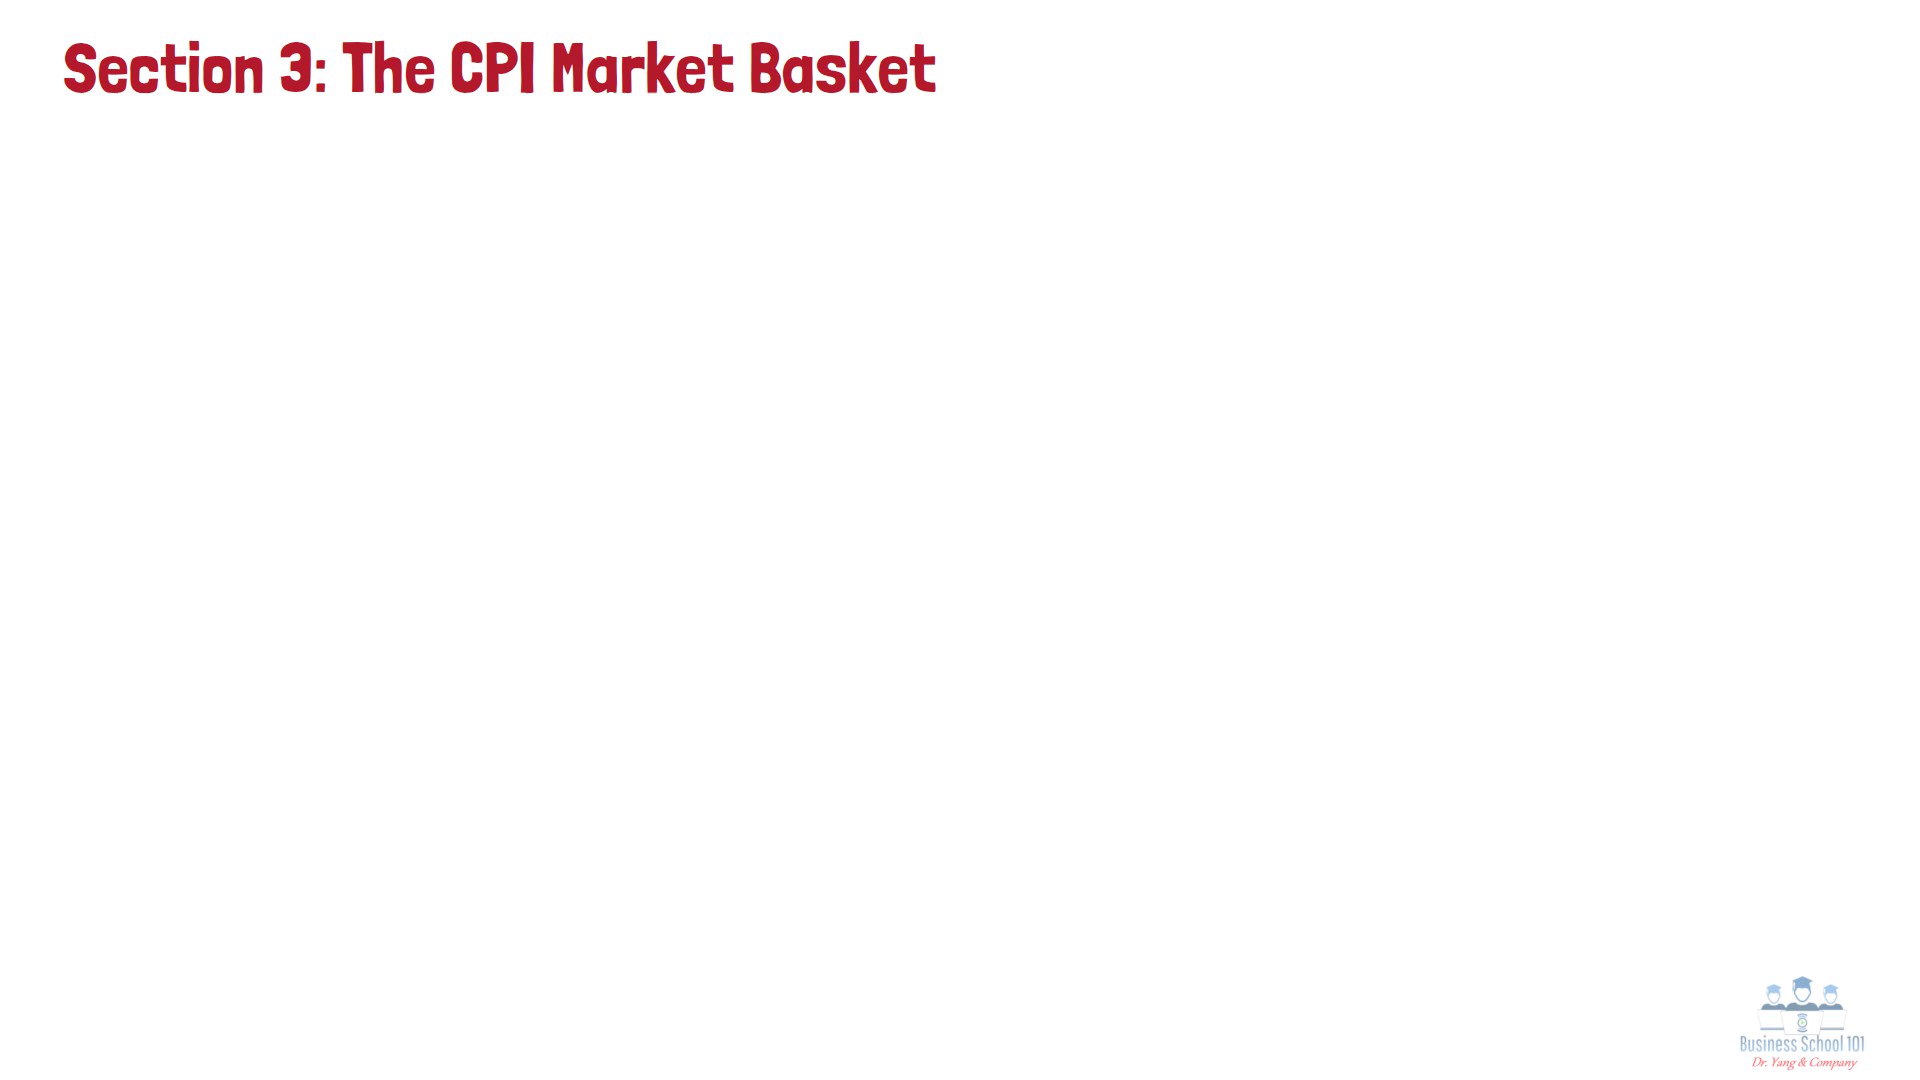 Section 3: The CPI Market Basket
Business School 101
Dr. Yang & Company